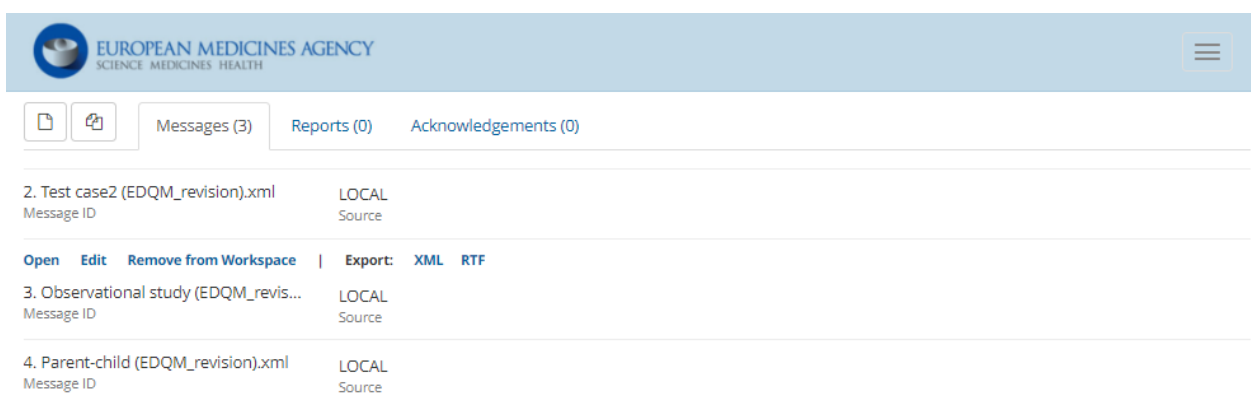 EUROPEAN MEDICINES AGENCY
SCIENCE MEDICINES HEALTH
Messages (3) Reports (0) Acknowledgements (0)
2. Test case2 (EDQM_revision).xml LOCAL
Message ID Source
Open Edit Remove from Workspace | Export: XML RTF
3. Observational study (EDQM_revis... LOCAL
Message ID Source
4. Parent-child (EDQM_revision).xml LOCAL
Message ID Source